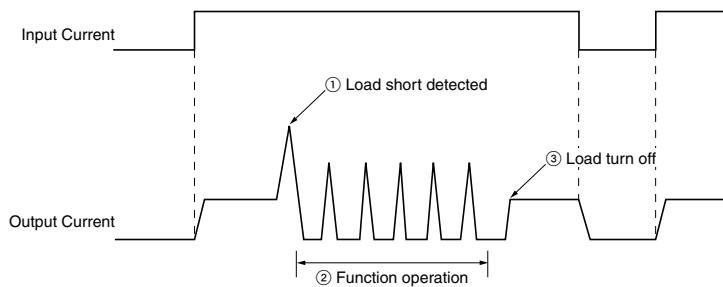 Input Current
① Load short detected
③ Load turn off
Output Current
② Function operation